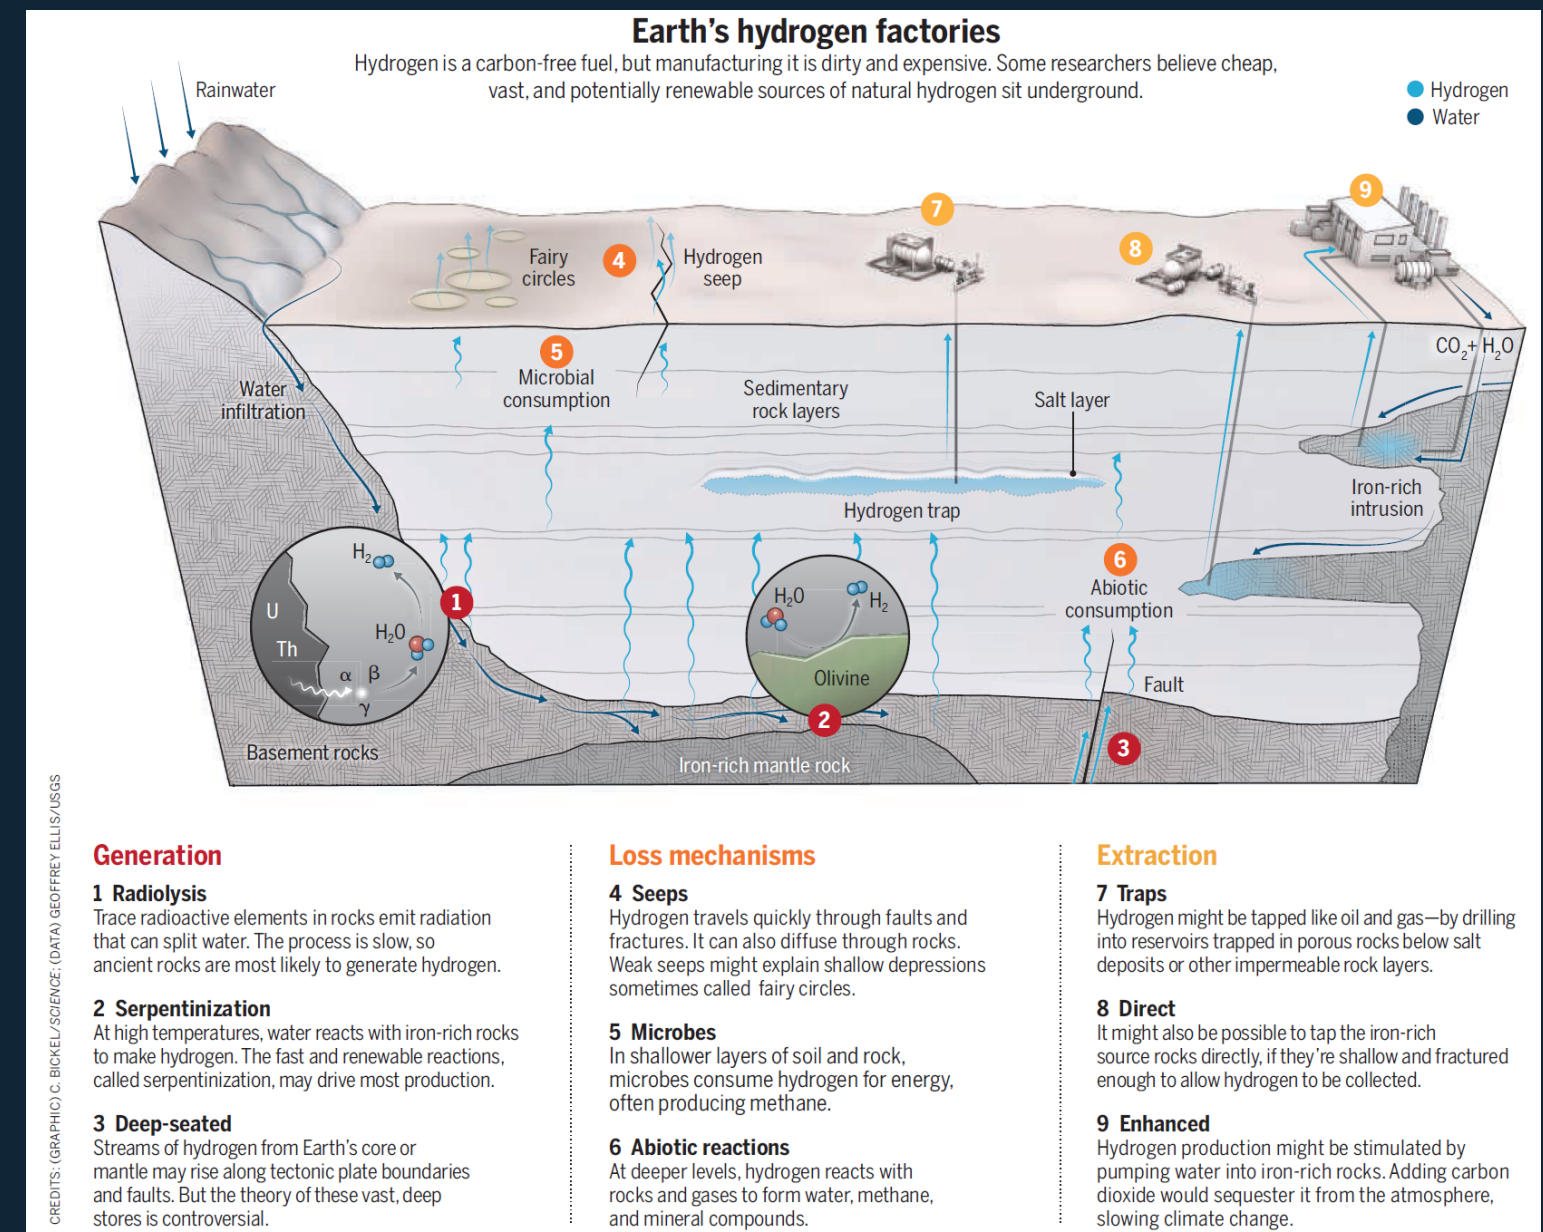 Earth's hydrogen factories
Hydrogen is a carbon-free fuel, but manufacturing it is dirty and expensive. Some researchers believe cheap,
vast, and potentially renewable sources of natural hydrogen sit underground.
Hydrogen
Water
Rainwater
9
7
8
Fairy
circles
4
Hydrogen
seep
CO₂+ H₂O
5
Microbial
consumption
Water
infiltration
Sedimentary
rock layers
Salt layer
Iron-rich
intrusion
Hydrogen trap
H₂
U
Th
H₂O
α β
γ
1
6
Abiotic
consumption
H₂O
H₂
Olivine
2
Fault
3
Basement rocks
Iron-rich mantle rock
CREDITS: (GRAPHIC) C. BICKEL/SCIENCE; (DATA) GEOFFREY ELLIS/USGS
Generation
1 Radiolysis
Trace radioactive elements in rocks emit radiation
that can split water. The process is slow, so
ancient rocks are most likely to generate hydrogen.
2 Serpentinization
At high temperatures, water reacts with iron-rich rocks
to make hydrogen. The fast and renewable reactions,
called serpentinization, may drive most production.
3 Deep-seated
Streams of hydrogen from Earth's core or
mantle may rise along tectonic plate boundaries
and faults. But the theory of these vast, deep
stores is controversial.
Loss mechanisms
4 Seeps
Hydrogen travels quickly through faults and
fractures. It can also diffuse through rocks.
Weak seeps might explain shallow depressions
sometimes called fairy circles.
5 Microbes
In shallower layers of soil and rock,
microbes consume hydrogen for energy,
often producing methane.
6 Abiotic reactions
At deeper levels, hydrogen reacts with
rocks and gases to form water, methane,
and mineral compounds.
Extraction
7 Traps
Hydrogen might be tapped like oil and gas—by drilling
into reservoirs trapped in porous rocks below salt
deposits or other impermeable rock layers.
8 Direct
It might also be possible to tap the iron-rich
source rocks directly, if they're shallow and fractured
enough to allow hydrogen to be collected.
9 Enhanced
Hydrogen production might be stimulated by
pumping water into iron-rich rocks. Adding carbon
dioxide would sequester it from the atmosphere,
slowing climate change.